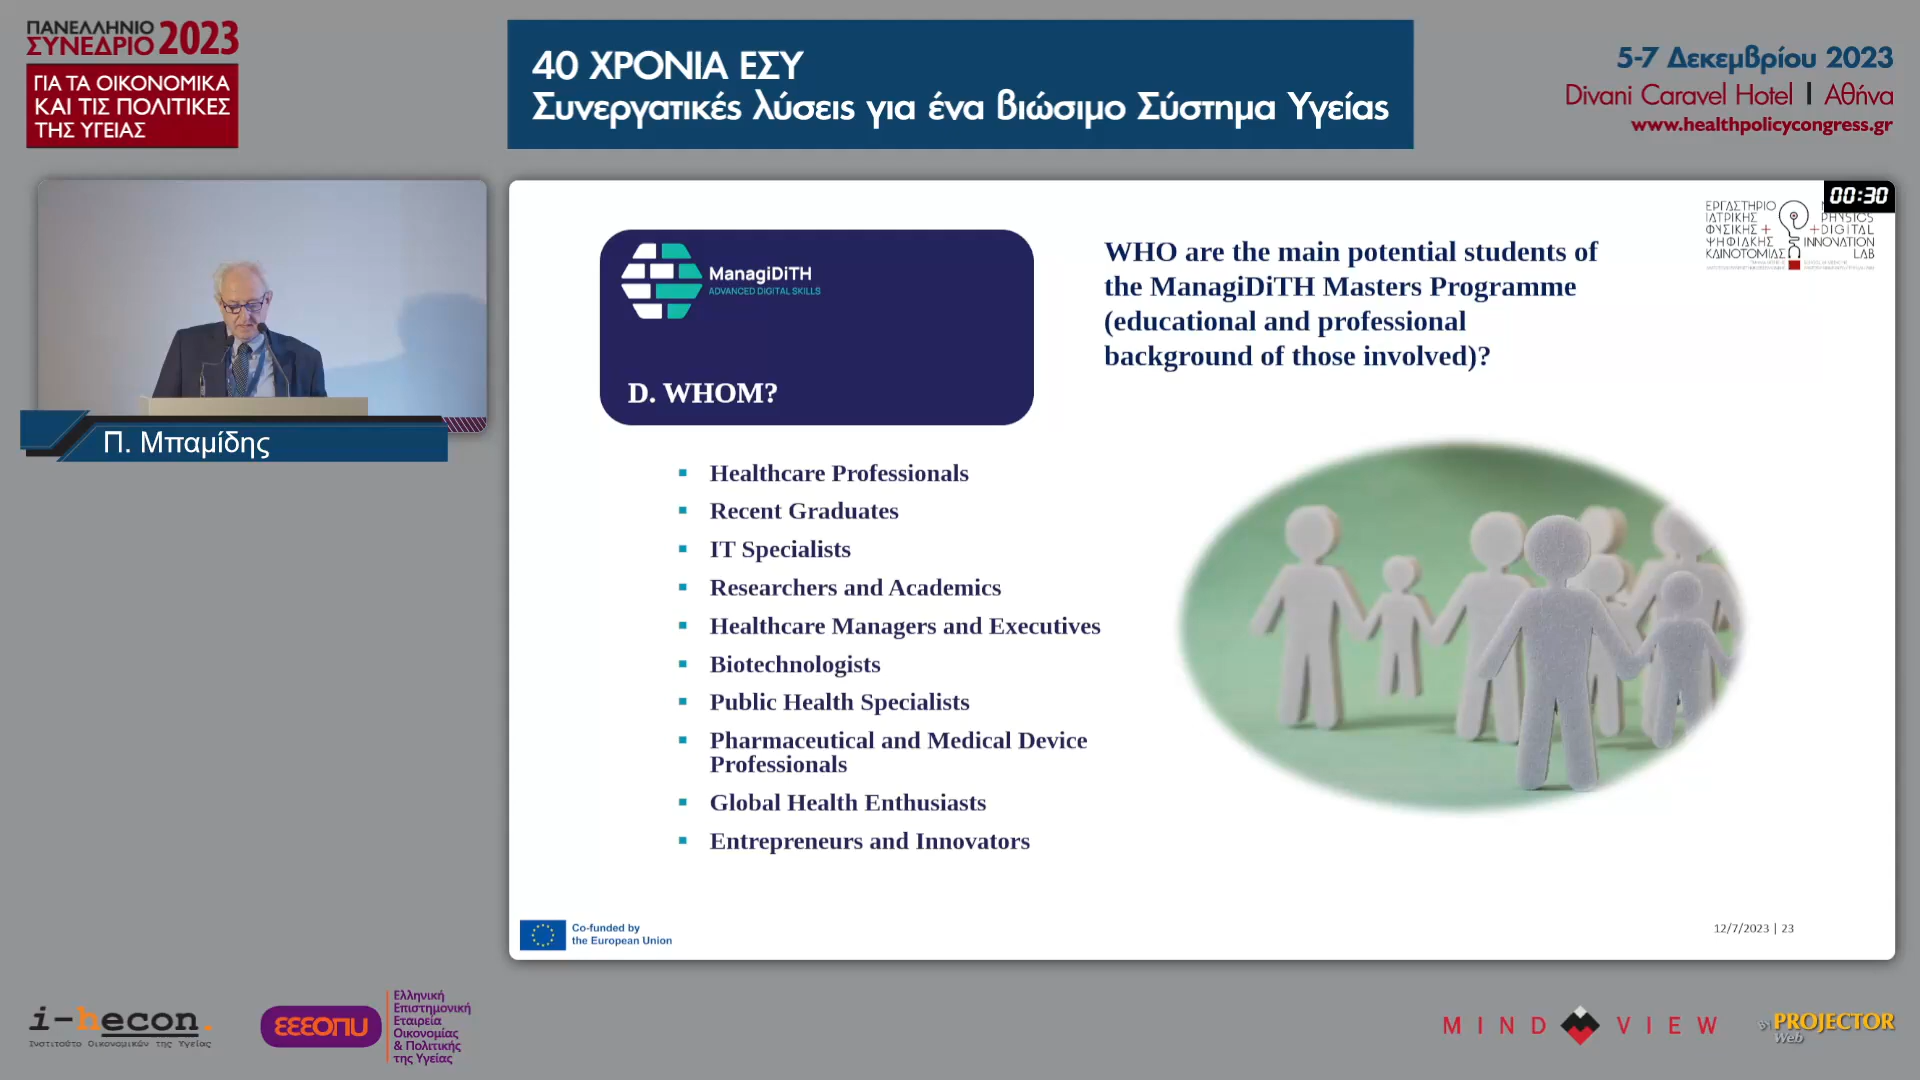 ΠΑΝΕΛΛΗΝΙΟ
ΣΥΝΕΔΡΙΟ 2023
ΓΙΑ ΤΑ ΟΙΚΟΝΟΜΙΚΑ
ΚΑΙ ΤΙΣ ΠΟΛΙΤΙΚΕΣ
ΤΗΣ ΥΓΕΙΑΣ
40 ΧΡΟΝΙΑ ΕΣΥ
Συνεργατικές λύσεις για ένα βιώσιμο Σύστημα Υγείας
5-7 Δεκεμβρίου 2023
Divani Caravel Hotel | Αθήνα
www.healthpolicycongress.gr
Π. Μπαμίδης
00:30
ΕΡΓΑΣΤΗΡΙΟ
ΙΑΤΡΙΚΗΣ
ΦΥΣΙΚΗΣ +
ΨΗΦΙΑΚΗΣ
ΚΑΙΝΟΤΟΜΙΑΣ
PHYSICS
+DIGITAL
INNOVATION
LAB
ManagiDiTH
ADVANCED DIGITAL SKILLS
D. WHOM?
WHO are the main potential students of
the ManagiDiTH Masters Programme
(educational and professional
background of those involved)?
▪ Healthcare Professionals
▪ Recent Graduates
▪ IT Specialists
▪ Researchers and Academics
▪ Healthcare Managers and Executives
▪ Biotechnologists
▪ Public Health Specialists
▪ Pharmaceutical and Medical Device
Professionals
▪ Global Health Enthusiasts
▪ Entrepreneurs and Innovators
Co-funded by
the European Union
12/7/2023 | 23
i-hecon.
Ινστιτούτο Οικονομικών της Υγείας
ΕΕΕΟΠΥ
Ελληνική
Επιστημονική
Εταιρεία
Οικονομίας
& Πολιτικής
της Υγείας
MIND VIEW
BY PROJECTOR
Web